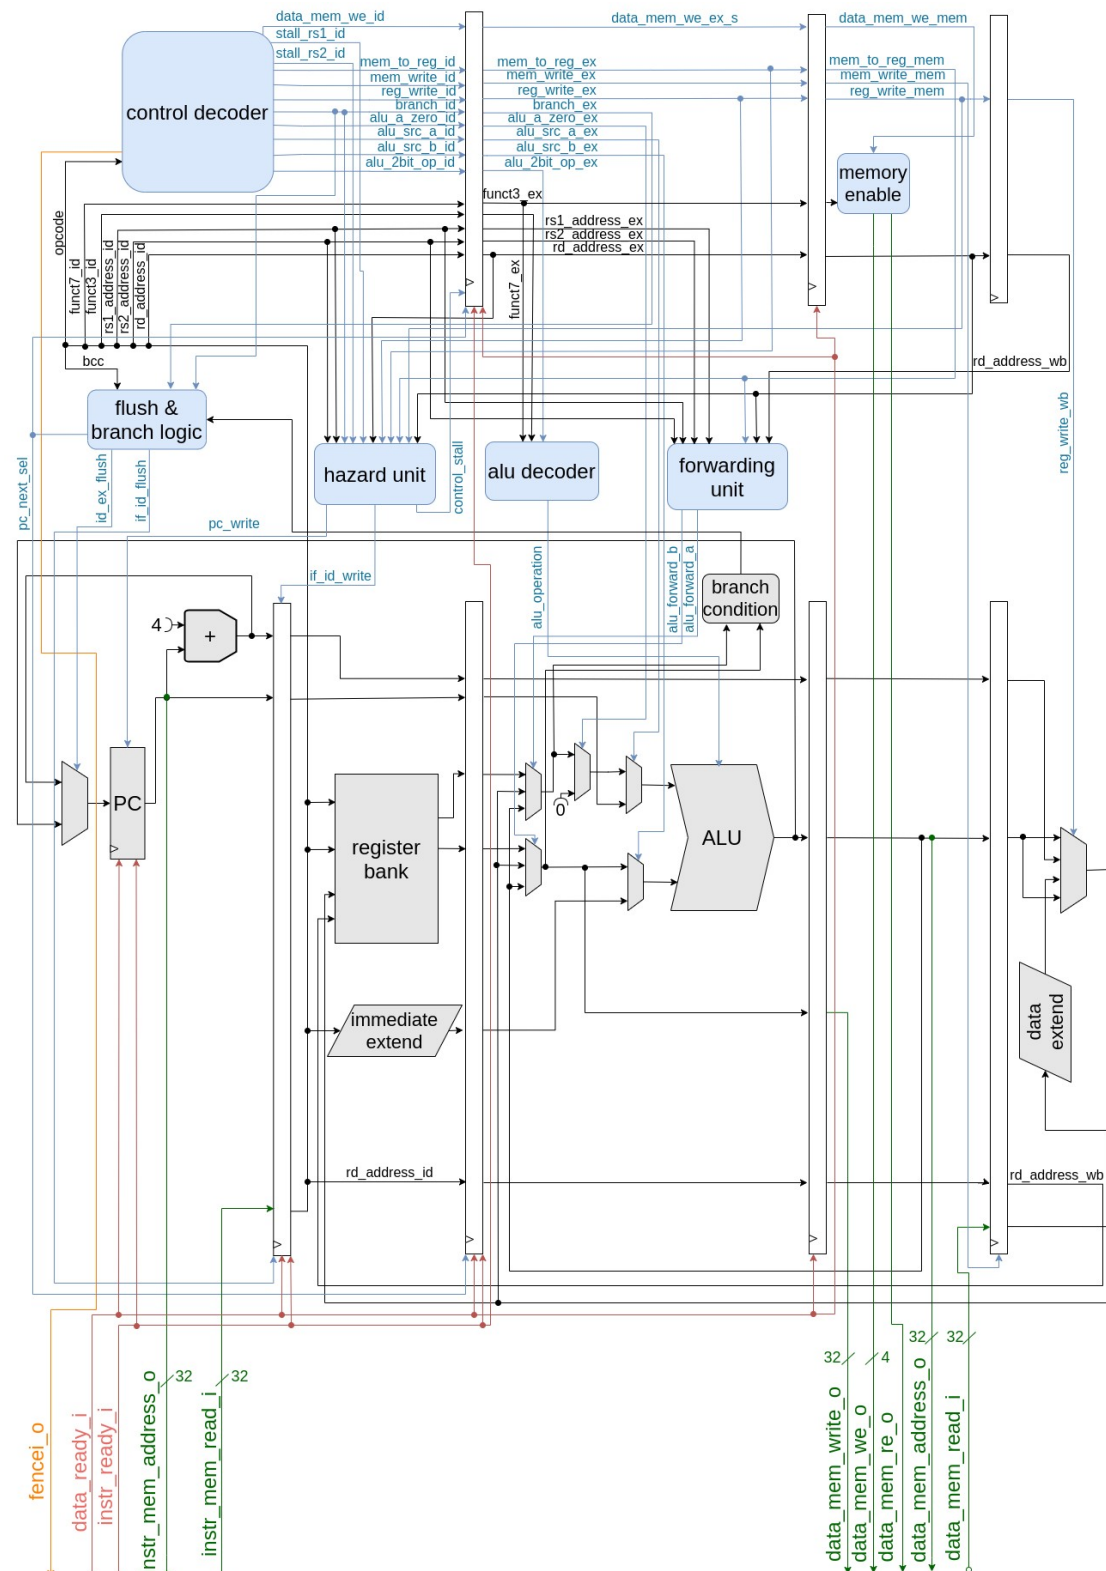 data_mem_we_id
data_mem_we_ex_s
data_mem_we_mem
stall_rs1_id
stall_rs2_id
mem_to_reg_id
mem_to_reg_ex
mem_to_reg_mem
mem_write_id
mem_write_ex
mem_write_mem
reg_write_id
reg_write_ex
reg_write_mem
control decoder
branch_id
branch_ex
alu_a_zero_id
alu_a_zero_ex
alu_src_a_id
alu_src_a_ex
alu_src_b_id
alu_src_b_ex
alu_2bit_op_id
alu_2bit_op_ex
memory
enable
funct3_ex
opcode
funct7_id
funct3_id
rs1_address_id
rs2_address_id
rd_address_id
rs1_address_ex
rs2_address_ex
rd_address_ex
funct7_ex
bcc
rd_address_wb
flush &
branch logic
hazard unit
alu decoder
forwarding
unit
reg_write_wb
pc_next_sel
id_ex_flush
if_id_flush
control_stall
pc_write
if_id_write
alu_operation
alu_forward_b
alu_forward_a
branch
condition
4
+
PC
register
bank
0
ALU
immediate
extend
data
extend
rd_address_id
rd_address_wb
32
32
32
4
32
32
fencei_o
data_ready_i
instr_ready_i
nstr_mem_address_o
instr_mem_read_i
data_mem_write_o
data_mem_we_o
data_mem_re_o
data_mem_address_o
data_mem_read_i